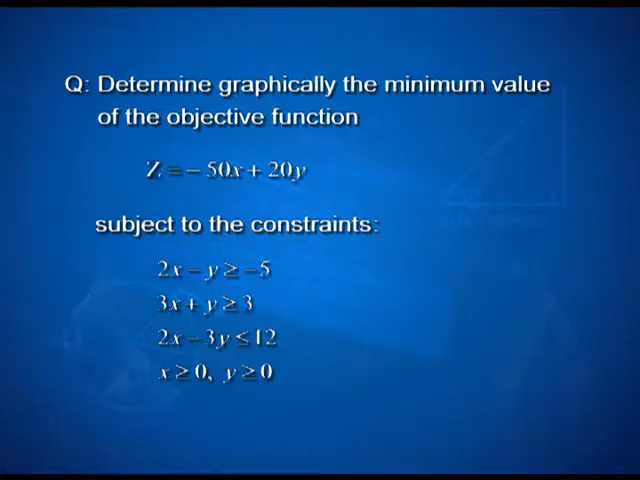 Q: Determine graphically the minimum value
of the objective function
Z = – 50x + 20y
subject to the constraints:
2x – y ≥ –5
3x + y ≥ 3
2x – 3y ≤ 12
x ≥ 0, y ≥ 0